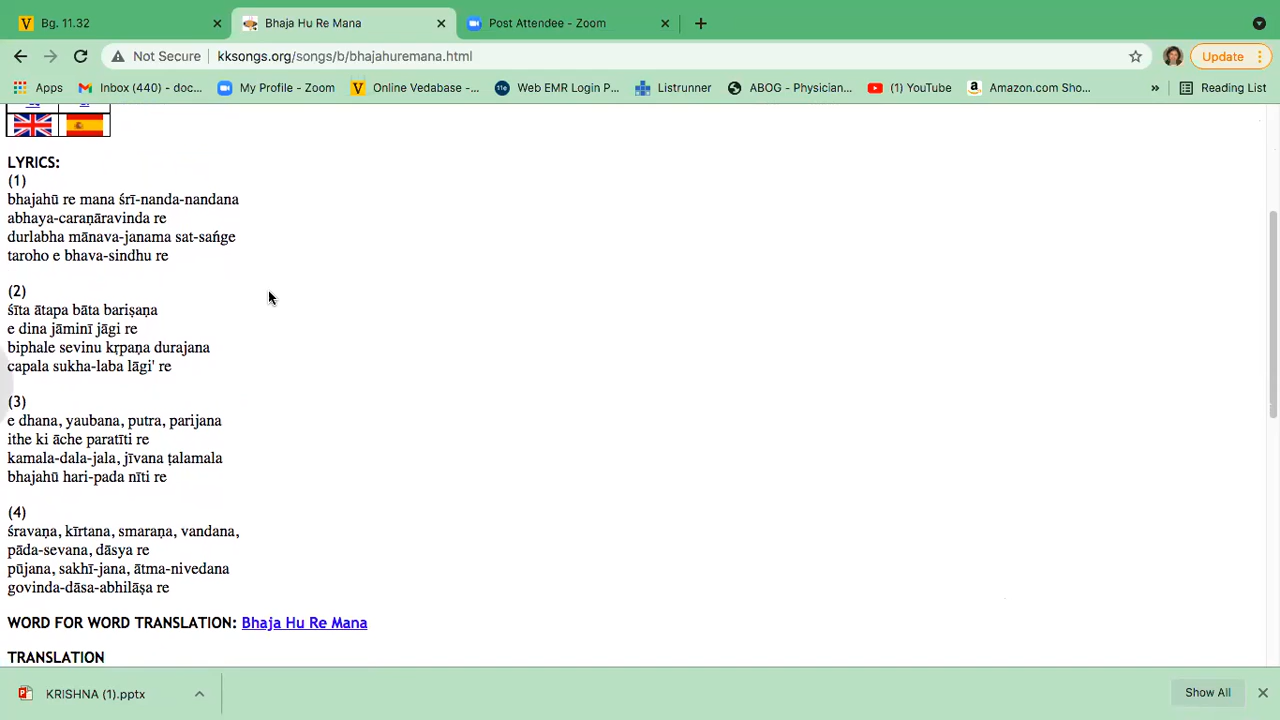 Bg. 11.32
Bhaja Hu Re Mana
Post Attendee - Zoom
Not Secure kksongs.org/songs/b/bhajahuremana.html
Update
Apps
Inbox (440) - doc...
My Profile - Zoom
Online Vedabase -...
Web EMR Login P...
Listrunner
ABOG - Physician...
(1) YouTube
Amazon.com Sho...
»
Reading List
LYRICS:
(1)
bhajahū re mana śrī-nanda-nandana
abhaya-caraṇāravinda re
durlabha mānava-janama sat-sańge
taroho e bhava-sindhu re
(2)
śīta ātapa bāta bariṣaṇa
e dina jāminī jāgi re
biphale sevinu kṛpaṇa durajana
capala sukha-laba lāgi' re
(3)
e dhana, yaubana, putra, parijana
ithe ki āche paratīti re
kamala-dala-jala, jīvana ṭalamala
bhajahū hari-pada nīti re
(4)
śravaṇa, kīrtana, smaraṇa, vandana,
pāda-sevana, dāsya re
pūjana, sakhī-jana, ātma-nivedana
govinda-dāsa-abhilāṣa re
WORD FOR WORD TRANSLATION: Bhaja Hu Re Mana
TRANSLATION
KRISHNA (1).pptx
Show All